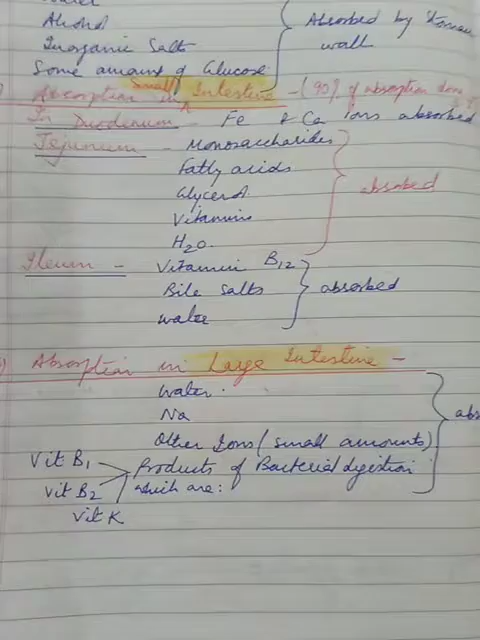 Water
Alcohol
Inorganic Salts
Some amount of Glucose
Absorbed by Stomach
wall
Absorption in Small Intestine - (90% of absorption done
In Duodenum - Fe & Ca Ions absorbed
Jejunum - Monosaccharides
Fatty acids
Glycerol
Vitamins
H2O
absorbed
Ileum - Vitamin B12
Bile Salts
water
absorbed
Absorption in Large Intestine -
Water
Na
Other Ions (small amounts)
abs
Vit B1
Products of Bacterial digestion
Vit B2
which are:
Vit K